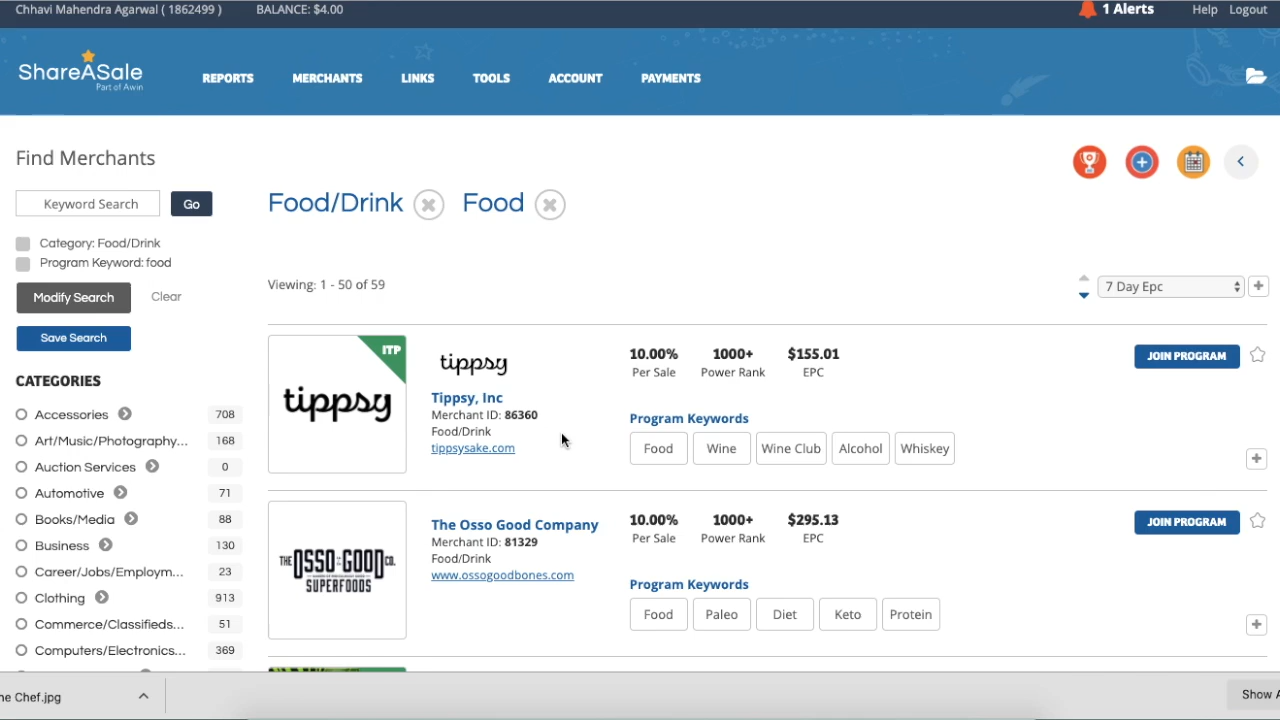 Chhavi Mahendra Agarwal ( 1862499 )
BALANCE: $4.00
1 Alerts
Help
Logout
ShareASale
Part of Awin
REPORTS
MERCHANTS
LINKS
TOOLS
ACCOUNT
PAYMENTS
Find Merchants
Keyword Search
Go
Category: Food/Drink
Program Keyword: food
Modify Search
Clear
Save Search
CATEGORIES
Accessories 708
Art/Music/Photography... 168
Auction Services 0
Automotive 71
Books/Media 88
Business 130
Career/Jobs/Employm... 23
Clothing 913
Commerce/Classifieds... 51
Computers/Electronics... 369
Food/Drink
Food
Viewing: 1 - 50 of 59
7 Day Epc
ITP
tippsy
tippsy
Tippsy, Inc
Merchant ID: 86360
Food/Drink
tippsysake.com
10.00% 1000+ $155.01
Per Sale Power Rank EPC
JOIN PROGRAM
Program Keywords
Food Wine Wine Club Alcohol Whiskey
THE OSSO GOOD CO.
SUPERFOODS
The Osso Good Company
Merchant ID: 81329
Food/Drink
www.ossogoodbones.com
10.00% 1000+ $295.13
Per Sale Power Rank EPC
JOIN PROGRAM
Program Keywords
Food Paleo Diet Keto Protein
ne Chef.jpg
Show A